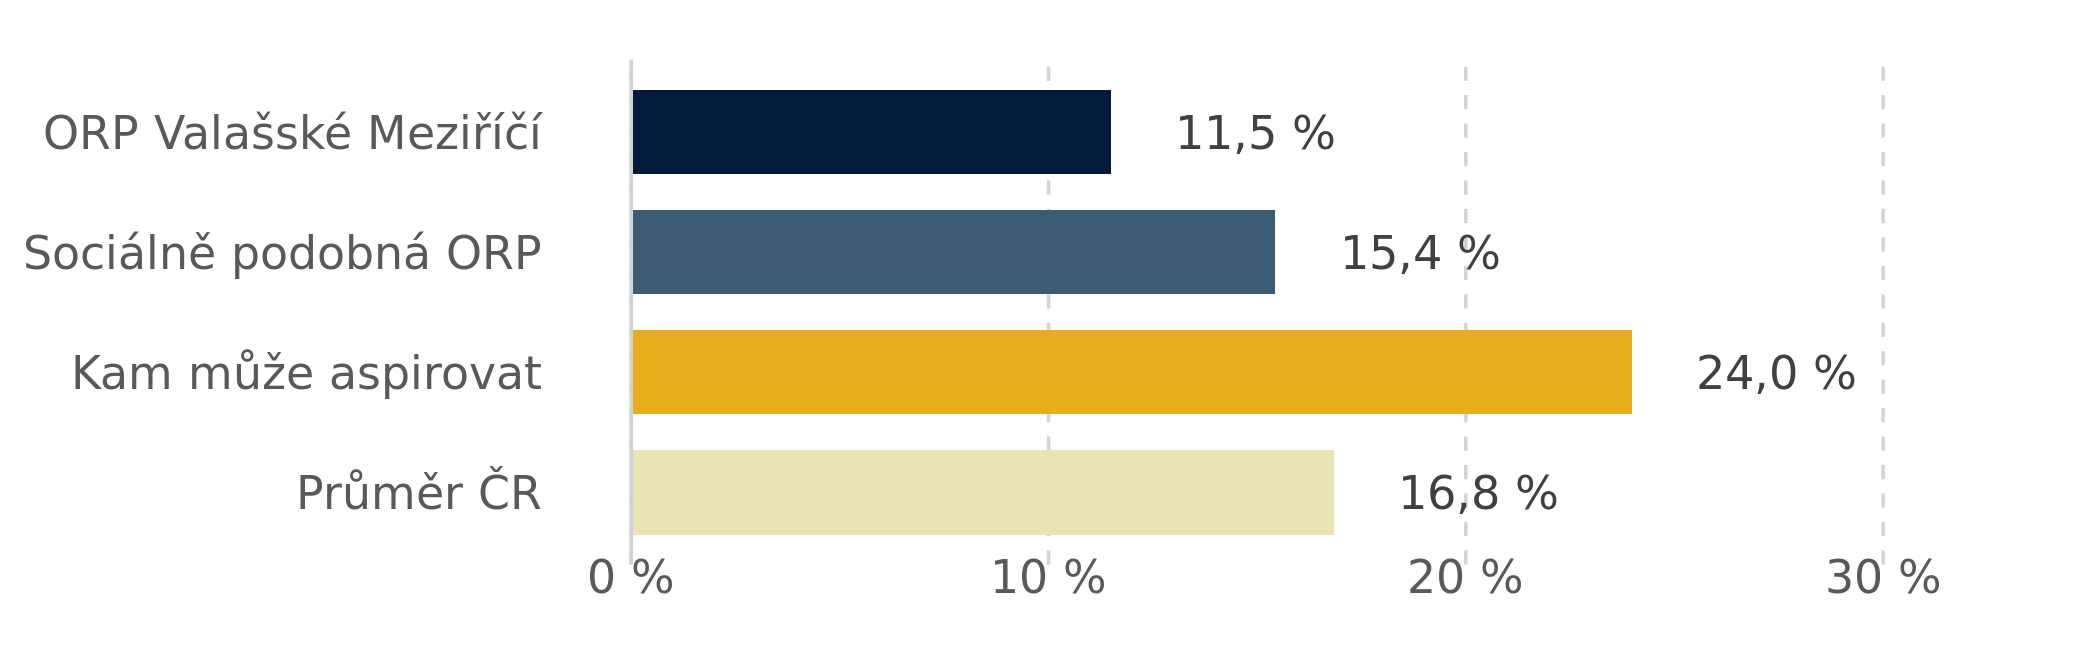 ORP Valašské Meziříčí
11,5 %
Sociálně podobná ORP
15,4 %
Kam může aspirovat
24,0 %
Průměr ČR
16,8 %
0 %
10 %
20 %
30 %